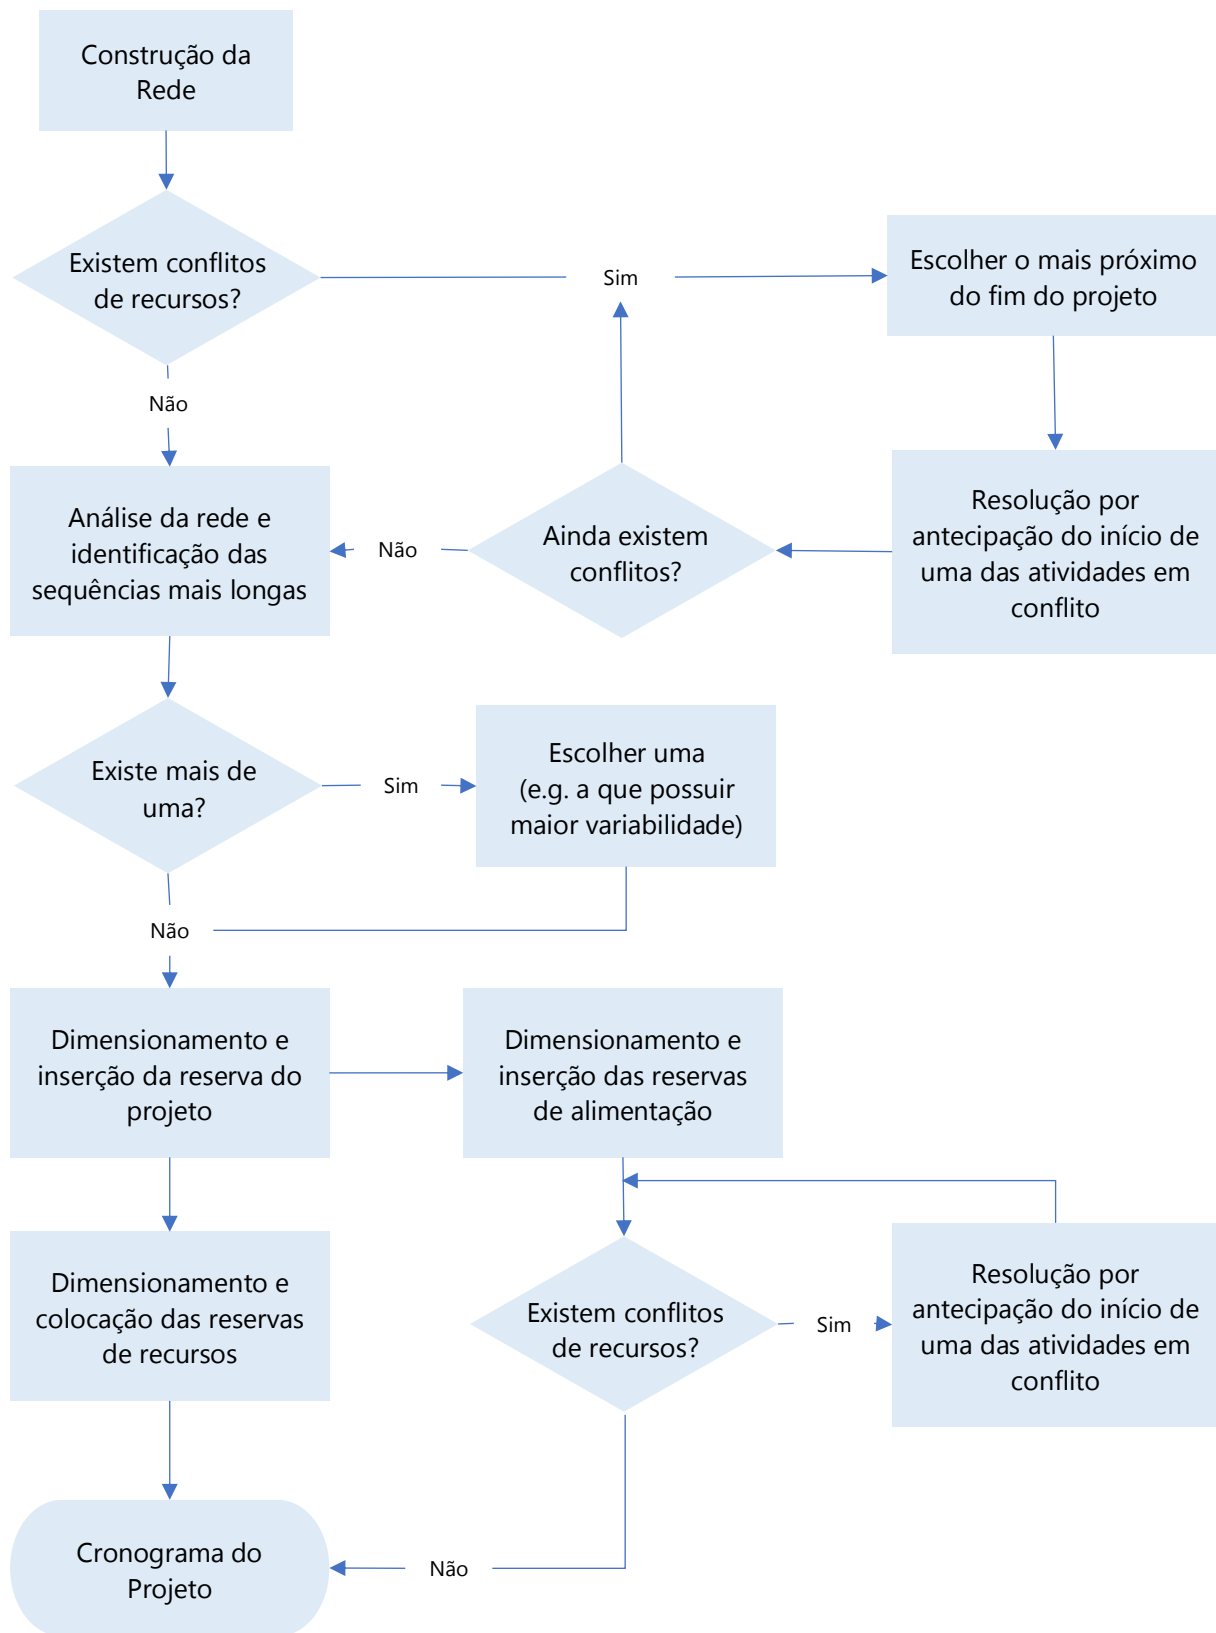 Construção da
Rede
Existem conflitos
de recursos?
Sim
Escolher o mais próximo
do fim do projeto
Não
Análise da rede e
identificação das
sequências mais longas
Não
Ainda existem
conflitos?
Resolução por
antecipação do início de
uma das atividades em
conflito
Existe mais de
uma?
Sim
Escolher uma
(e.g. a que possuir
maior variabilidade)
Não
Dimensionamento e
inserção da reserva do
projeto
Dimensionamento e
inserção das reservas
de alimentação
Dimensionamento e
colocação das reservas
de recursos
Existem conflitos
de recursos?
Sim
Resolução por
antecipação do início de
uma das atividades em
conflito
Cronograma do
Projeto
Não